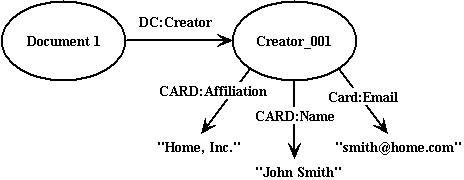 DC:Creator
Document 1
Creator_001
CARD:Affiliation
Card:Email
CARD:Name
"Home, Inc."
"smith@home.com"
"John Smith"